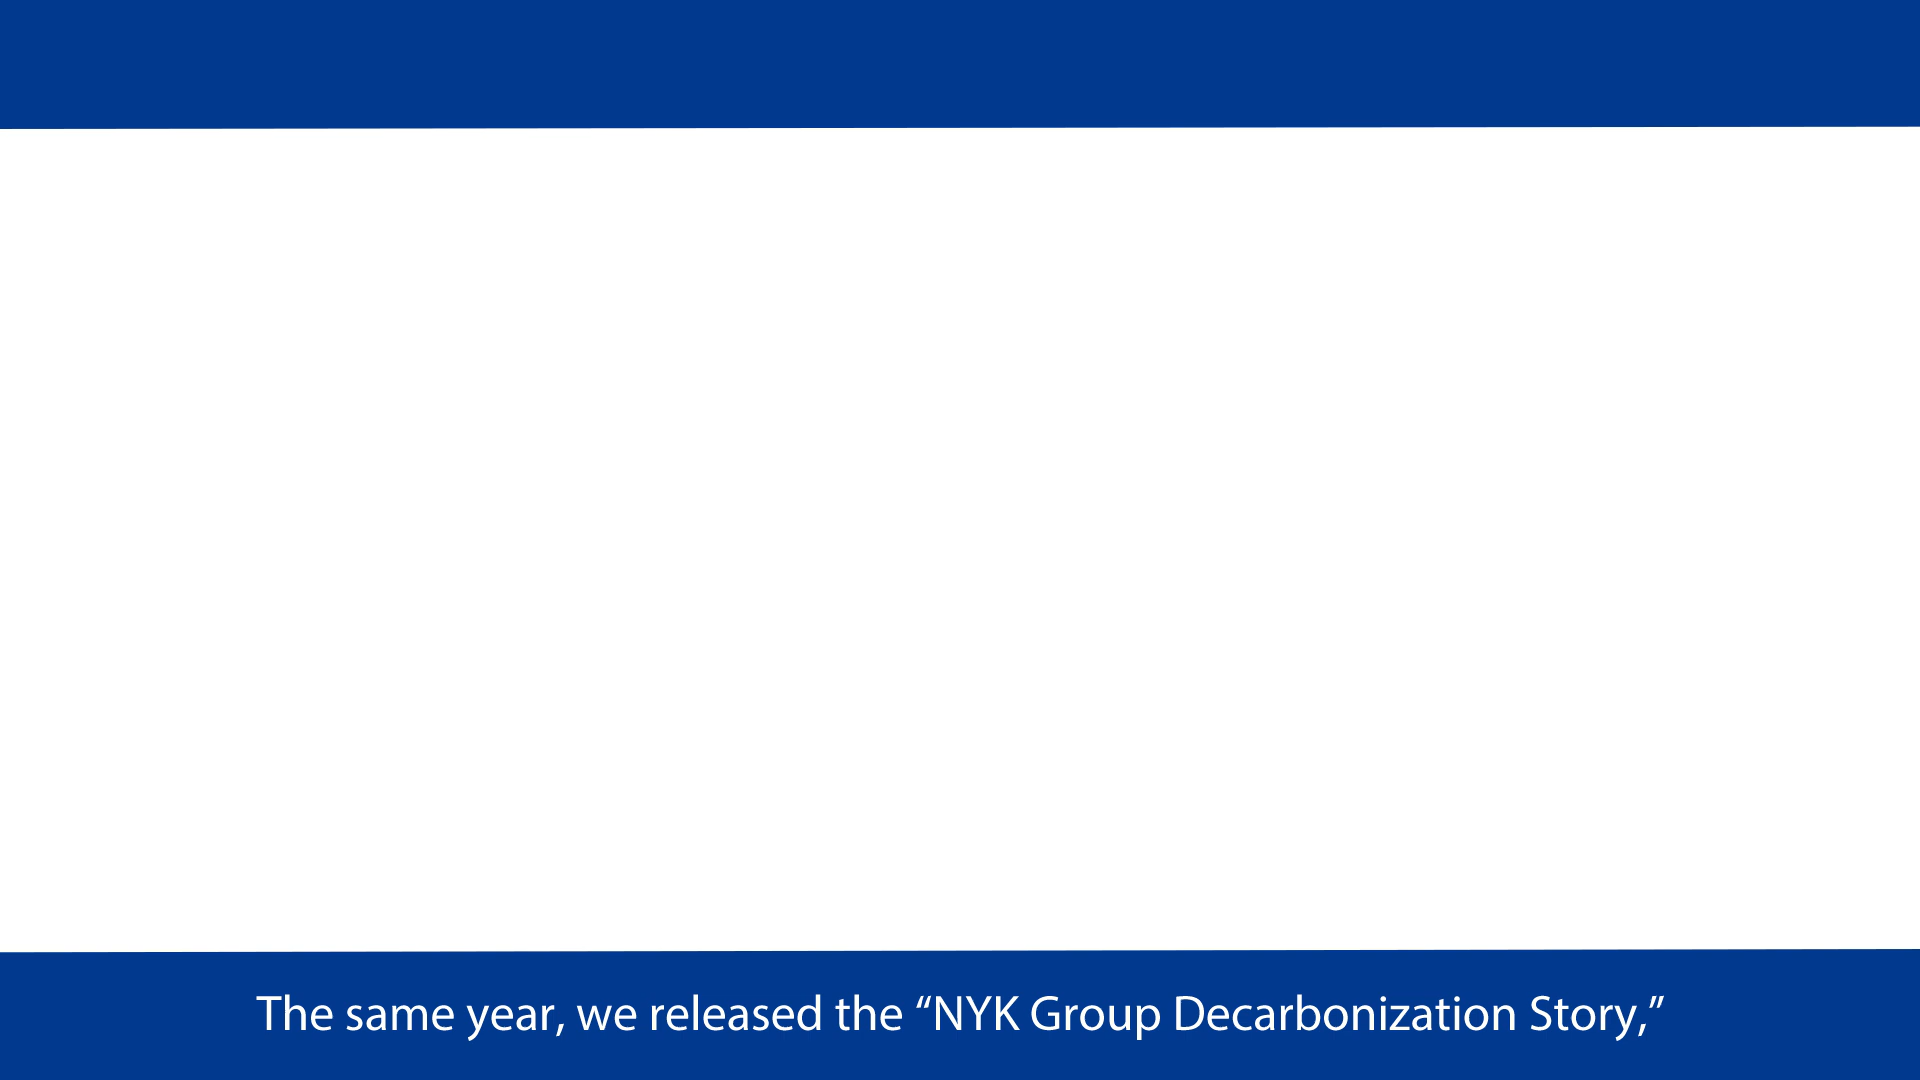 The same year, we released the “NYK Group Decarbonization Story,”